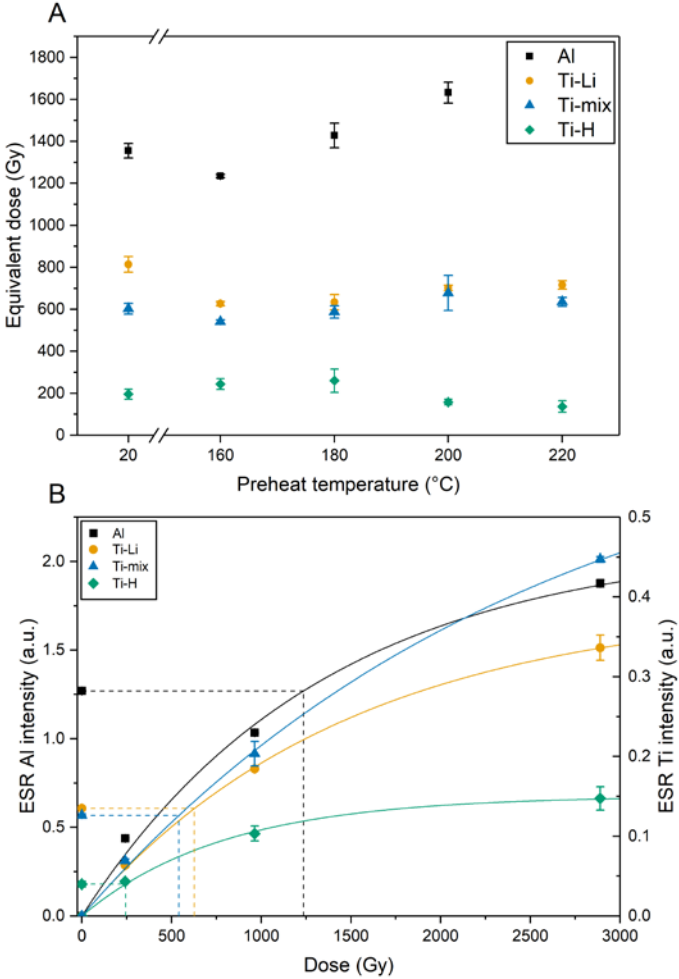 A
1800
1600
1400
1200
1000
800
600
400
200
0
Equivalent dose (Gy)
Al
Ti-Li
Ti-mix
Ti-H
20
160
180
200
220
Preheat temperature (°C)
B
2.0
1.5
1.0
0.5
0.0
ESR Al intensity (a.u.)
Al
Ti-Li
Ti-mix
Ti-H
0.5
0.4
0.3
0.2
0.1
0.0
ESR Ti intensity (a.u.)
0
500
1000
1500
2000
2500
3000
Dose (Gy)